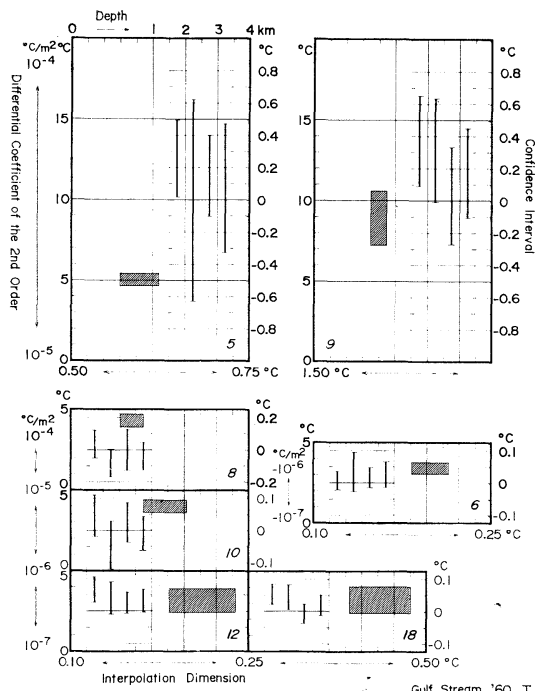 Depth
0 1 2 3 4 km
°C/m² °C °C °C
10⁻⁴ 0.8 20 0.8
0.6 0.6
15 0.4 15 0.4
0.2 0.2
10 0 10 0
-0.2 -0.2
-0.4 -0.4
5 5
-0.6 -0.6
-0.8 -0.8
10⁻⁵ 0 5 0 9
0.50 0.75 °C 1.50 °C
Differential Coefficient of the 2nd Order
Confidence Interval
°C/m² 5 °C
10⁻⁴ 0.2
0
10⁻⁵ 0 8 -0.2
5 0.1
0
10⁻⁶ 0 10 -0.1
5 °C
0.1
0
10⁻⁷ 0 12 18 -0.1
0.10 0.25 0.50 °C
°C/m² 5 °C
10⁻⁶ 0.1
0
10⁻⁷ 0 6 -0.1
0.10 0.25 °C
Interpolation Dimension
Gulf Stream '60 T